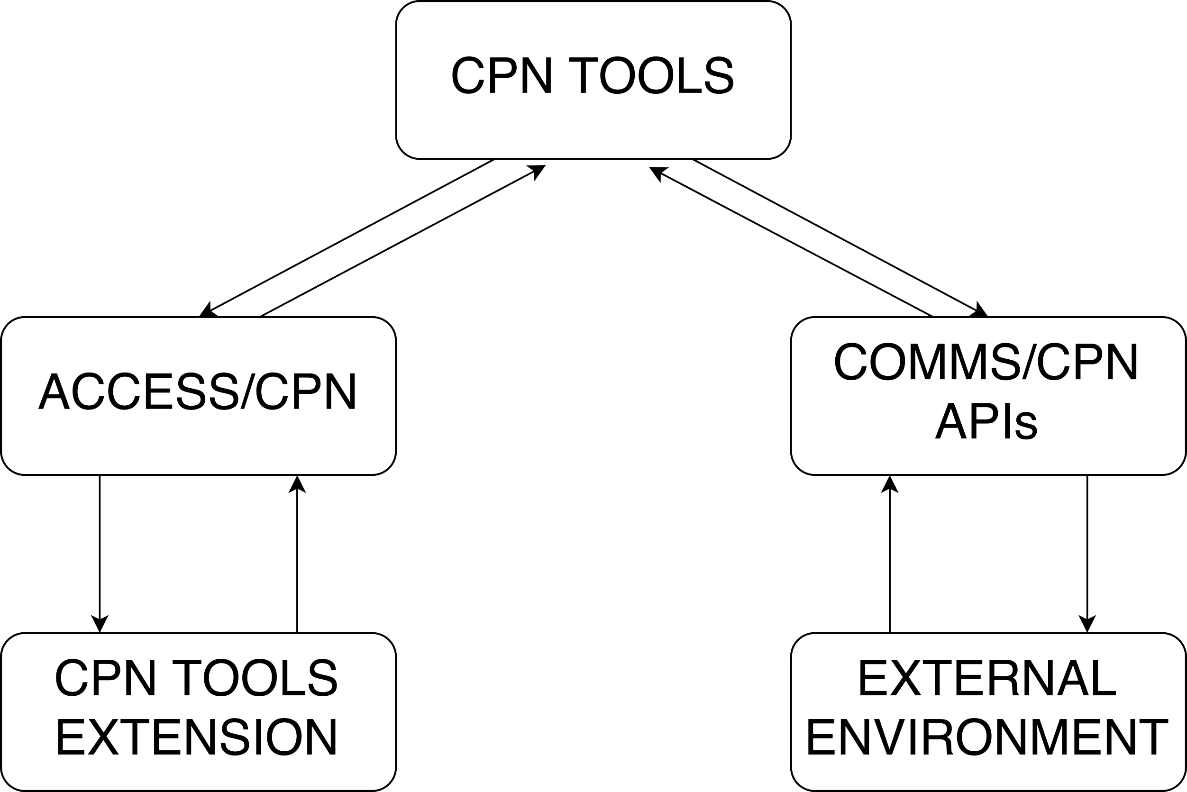 CPN TOOLS
ACCESS/CPN
COMMS/CPN
APIs
CPN TOOLS
EXTENSION
EXTERNAL
ENVIRONMENT